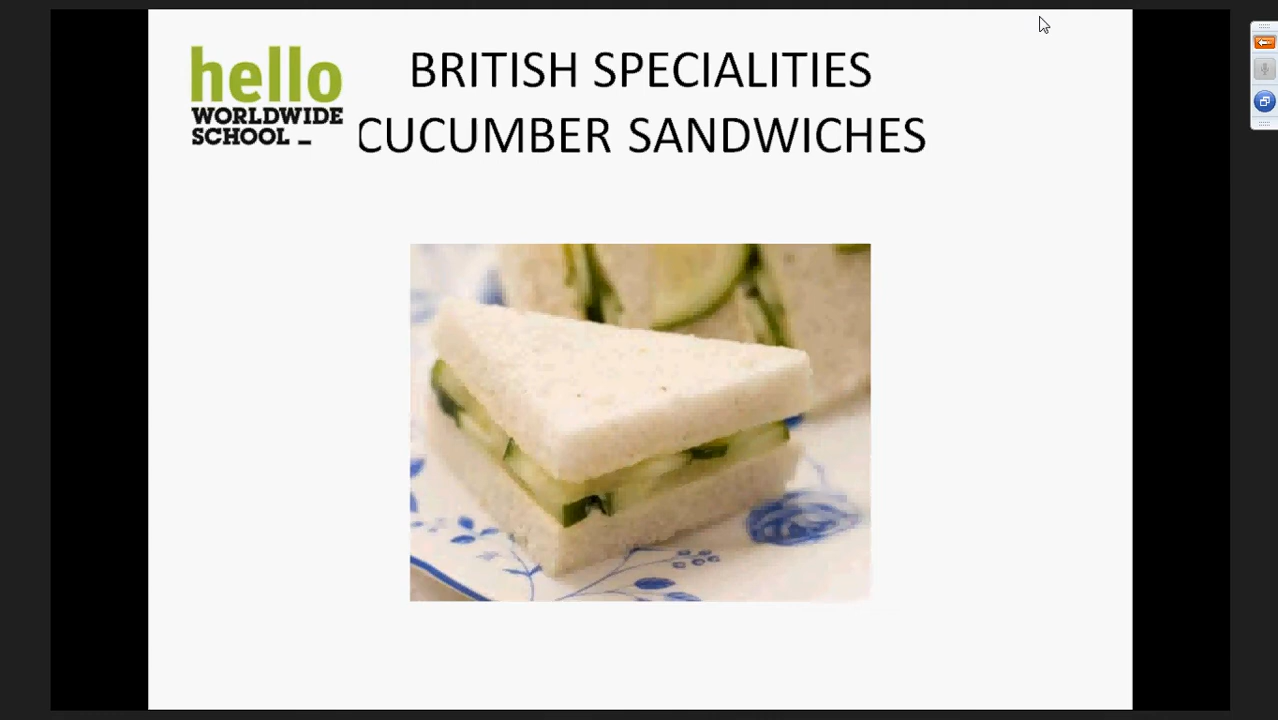 hello
WORLDWIDE
SCHOOL _
BRITISH SPECIALITIES
CUCUMBER SANDWICHES